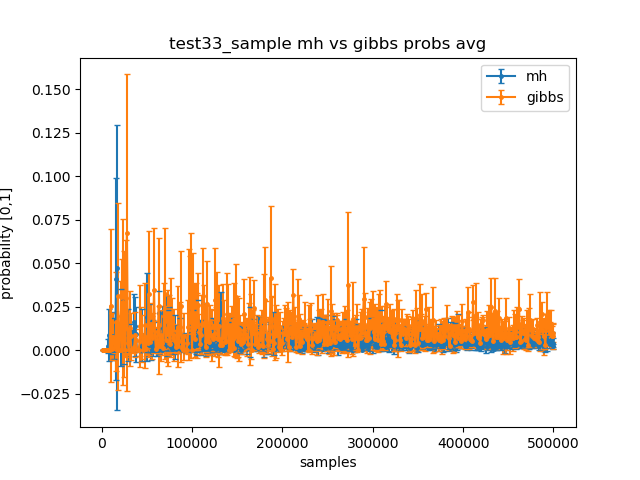 test33_sample mh vs gibbs probs avg
mh
gibbs
probability [0,1]
0.150
0.125
0.100
0.075
0.050
0.025
0.000
−0.025
0 100000 200000 300000 400000 500000
samples